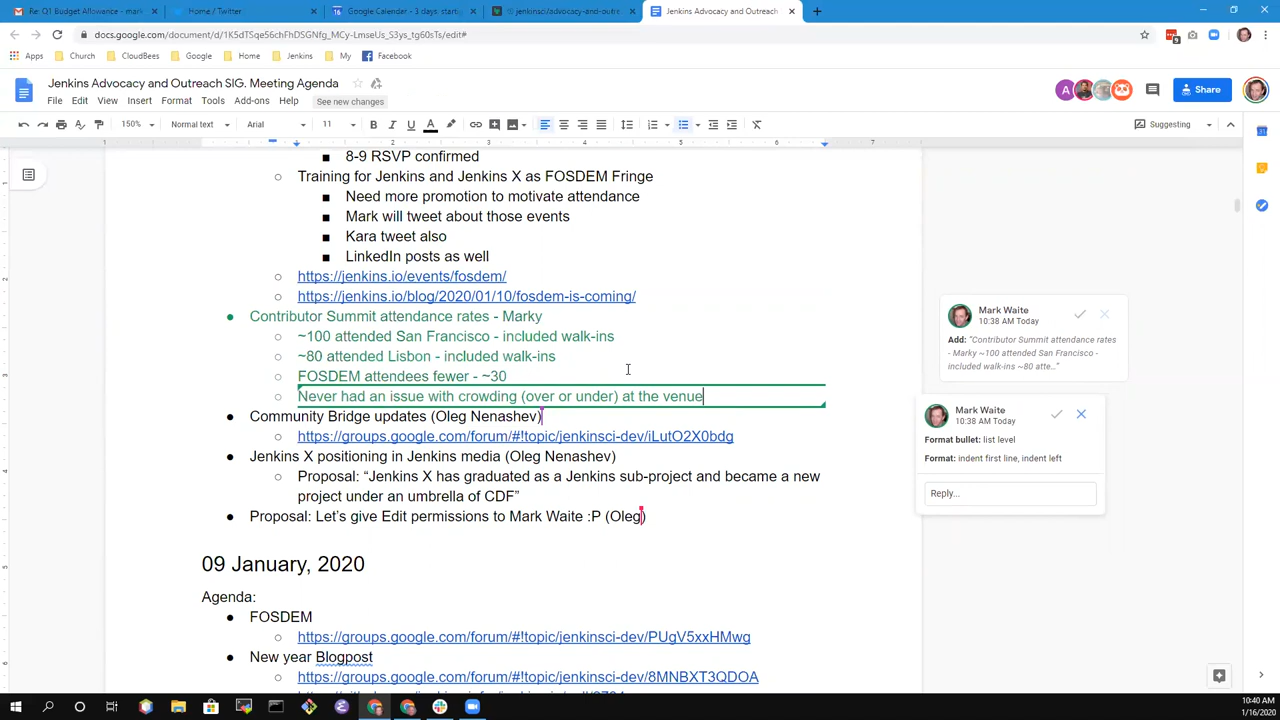 Re: Q1 Budget Allowance - mark
Home / Twitter
Google Calendar - 3 days, startin
jenkinsci/advocacy-and-outre
Jenkins Advocacy and Outreach
docs.google.com/document/d/1K5dTSqe56chFhDSGNfg_MCy-LmseUs_S3ys_tg60sTs/edit#
Apps
Church
CloudBees
Google
Home
Jenkins
My
Facebook
Jenkins Advocacy and Outreach SIG. Meeting Agenda
File Edit View Insert Format Tools Add-ons Help See new changes
Share
150% Normal text Arial 11 Suggesting
1 2 3 4 5 6 7
■ 8-9 RSVP confirmed
○ Training for Jenkins and Jenkins X as FOSDEM Fringe
■ Need more promotion to motivate attendance
■ Mark will tweet about those events
■ Kara tweet also
■ LinkedIn posts as well
○ https://jenkins.io/events/fosdem/
○ https://jenkins.io/blog/2020/01/10/fosdem-is-coming/
● Contributor Summit attendance rates - Marky
○ ~100 attended San Francisco - included walk-ins
○ ~80 attended Lisbon - included walk-ins
○ FOSDEM attendees fewer - ~30
○ Never had an issue with crowding (over or under) at the venue
● Community Bridge updates (Oleg Nenashev)
○ https://groups.google.com/forum/#!topic/jenkinsci-dev/iLutO2X0bdg
● Jenkins X positioning in Jenkins media (Oleg Nenashev)
○ Proposal: “Jenkins X has graduated as a Jenkins sub-project and became a new
project under an umbrella of CDF”
● Proposal: Let’s give Edit permissions to Mark Waite :P (Oleg)
09 January, 2020
Agenda:
● FOSDEM
○ https://groups.google.com/forum/#!topic/jenkinsci-dev/PUgV5xxHMwg
● New year Blogpost
○ https://groups.google.com/forum/#!topic/jenkinsci-dev/8MNBXT3QDOA
Mark Waite
10:38 AM Today
Add: “Contributor Summit attendance rates
- Marky ~100 attended San Francisco -
included walk-ins ~80 atte...”
Mark Waite
10:38 AM Today
Format bullet: list level
Format: indent first line, indent left
Reply...
10:40 AM
1/16/2020